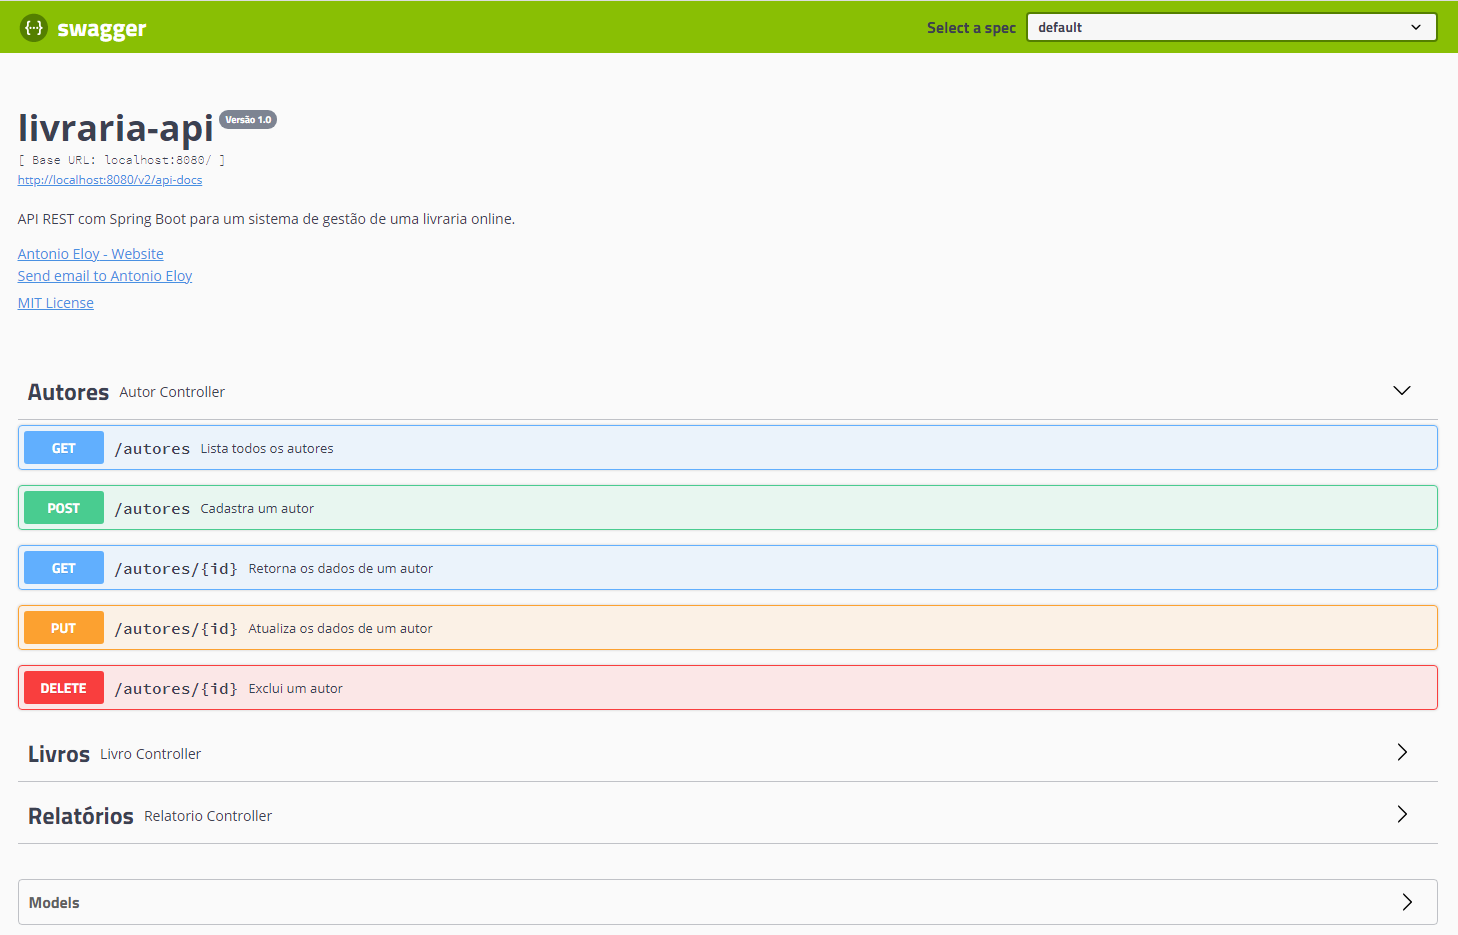 swagger
Select a spec
default
livraria-api Versão 1.0
[ Base URL: localhost:8080/ ]
http://localhost:8080/v2/api-docs
API REST com Spring Boot para um sistema de gestão de uma livraria online.
Antonio Eloy - Website
Send email to Antonio Eloy
MIT License
Autores Autor Controller
GET /autores Lista todos os autores
POST /autores Cadastra um autor
GET /autores/{id} Retorna os dados de um autor
PUT /autores/{id} Atualiza os dados de um autor
DELETE /autores/{id} Exclui um autor
Livros Livro Controller
Relatórios Relatorio Controller
Models